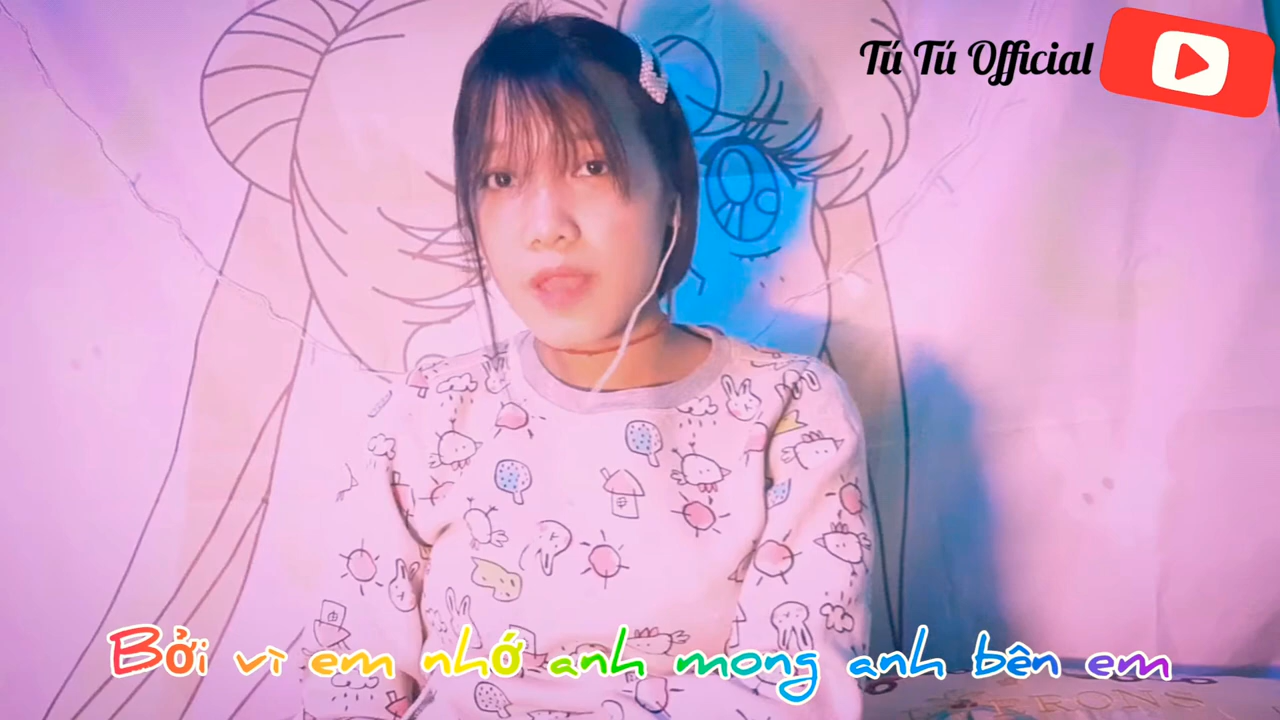 Tú Tú Official
Bởi vì em nhớ anh mong anh bên em